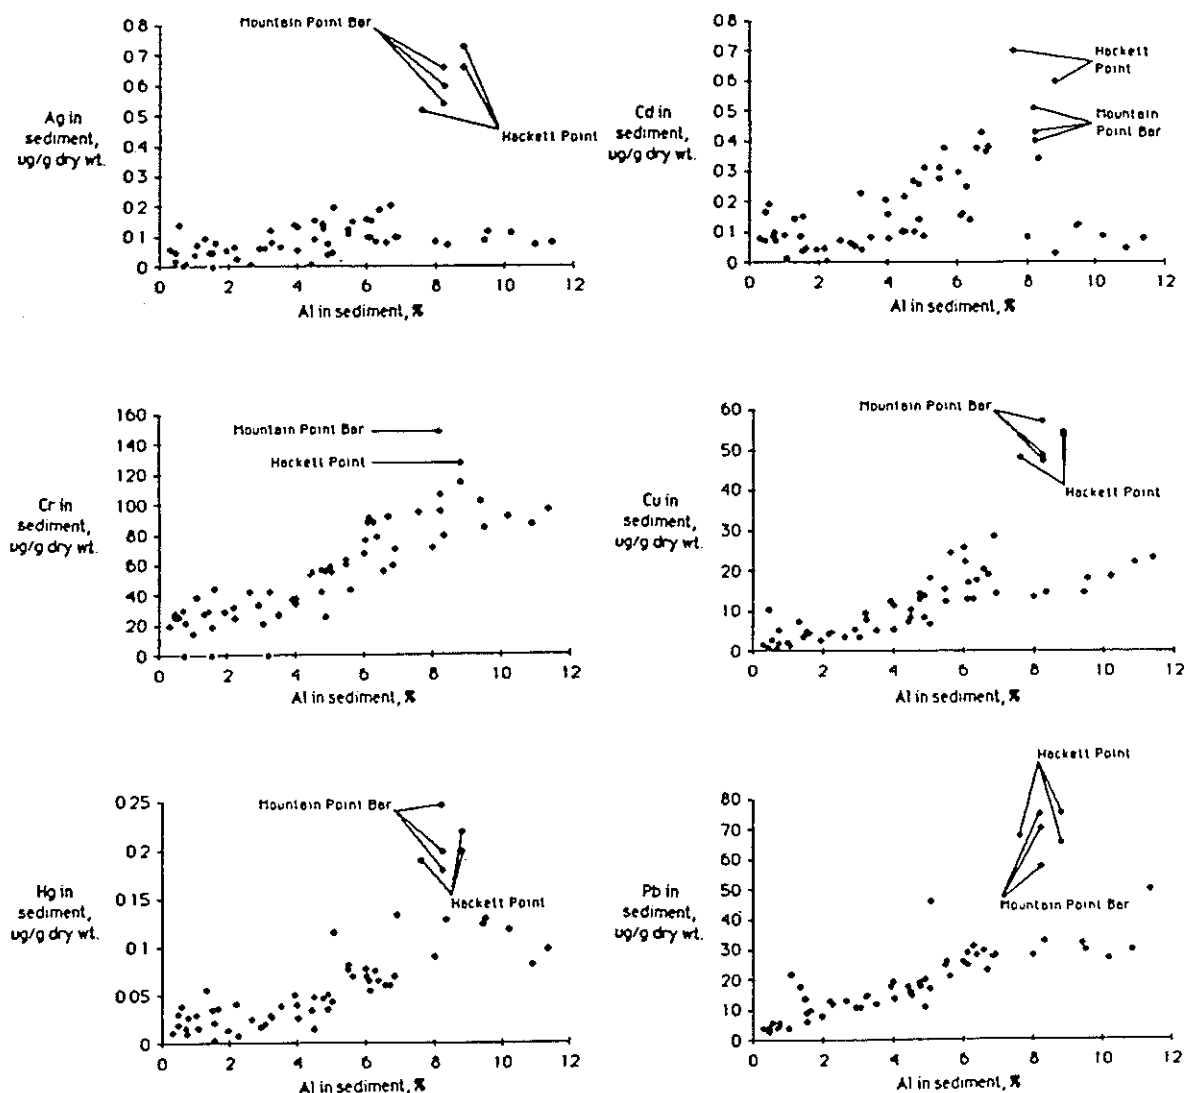 Mountain Point Bar
0.8
0.7
0.6
0.5
0.4
0.3
0.2
0.1
0
Ag in
sediment,
ug/g dry wt.
Hackett Point
0 2 4 6 8 10 12
Al in sediment, %
0.8
0.7
0.6
0.5
0.4
0.3
0.2
0.1
0
Cd in
sediment,
ug/g dry wt.
Hackett
Point
Mountain
Point Bar
0 2 4 6 8 10 12
Al in sediment, %
160
140
120
100
80
60
40
20
0
Cr in
sediment,
ug/g dry wt.
Mountain Point Bar
Hackett Point
0 2 4 6 8 10 12
Al in sediment, %
60
50
40
30
20
10
0
Cu in
sediment,
ug/g dry wt.
Mountain Point Bar
Hackett Point
0 2 4 6 8 10 12
Al in sediment, %
0.25
0.2
0.15
0.1
0.05
0
Hg in
sediment,
ug/g dry wt.
Mountain Point Bar
Hackett Point
0 2 4 6 8 10 12
Al in sediment, %
Hackett Point
80
70
60
50
40
30
20
10
0
Pb in
sediment,
ug/g dry wt.
Mountain Point Bar
0 2 4 6 8 10 12
Al in sediment, %